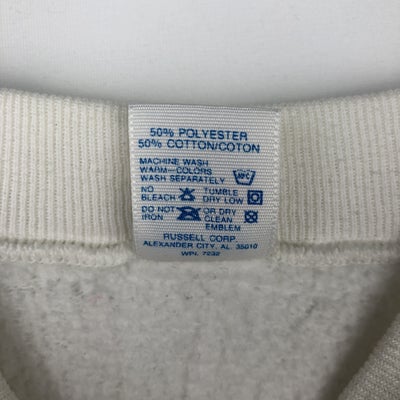 50% POLYESTER
50% COTTON/COTON
MACHINE WASH
WARM-COLORS
WASH SEPARATELY
NO BLEACH TUMBLE DRY LOW
DO NOT IRON OR DRY CLEAN EMBLEM
RUSSELL CORP.
ALEXANDER CITY, AL. 35010
WPL 7232